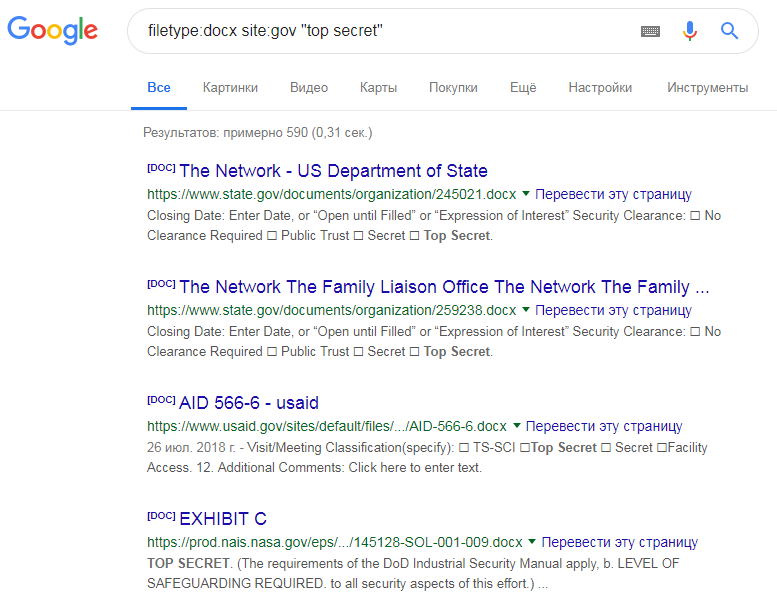 Google
filetype:docx site:gov "top secret"
Все Картинки Видео Карты Покупки Ещё Настройки Инструменты
Результатов: примерно 590 (0,31 сек.)
[DOC] The Network - US Department of State
https://www.state.gov/documents/organization/245021.docx ▼ Перевести эту страницу
Closing Date: Enter Date, or “Open until Filled” or “Expression of Interest” Security Clearance: ☐ No
Clearance Required ☐ Public Trust ☐ Secret ☐ Top Secret.
[DOC] The Network The Family Liaison Office The Network The Family ...
https://www.state.gov/documents/organization/259238.docx ▼ Перевести эту страницу
Closing Date: Enter Date, or “Open until Filled” or “Expression of Interest” Security Clearance: ☐ No
Clearance Required ☐ Public Trust ☐ Secret ☐ Top Secret.
[DOC] AID 566-6 - usaid
https://www.usaid.gov/sites/default/files/.../AID-566-6.docx ▼ Перевести эту страницу
26 июл. 2018 г. - Visit/Meeting Classification(specify): ☐ TS-SCI ☐Top Secret ☐ Secret ☐Facility
Access. 12. Additional Comments: Click here to enter text.
[DOC] EXHIBIT C
https://prod.nais.nasa.gov/eps/.../145128-SOL-001-009.docx ▼ Перевести эту страницу
TOP SECRET. (The requirements of the DoD Industrial Security Manual apply, b. LEVEL OF
SAFEGUARDING REQUIRED. to all security aspects of this effort.) ...